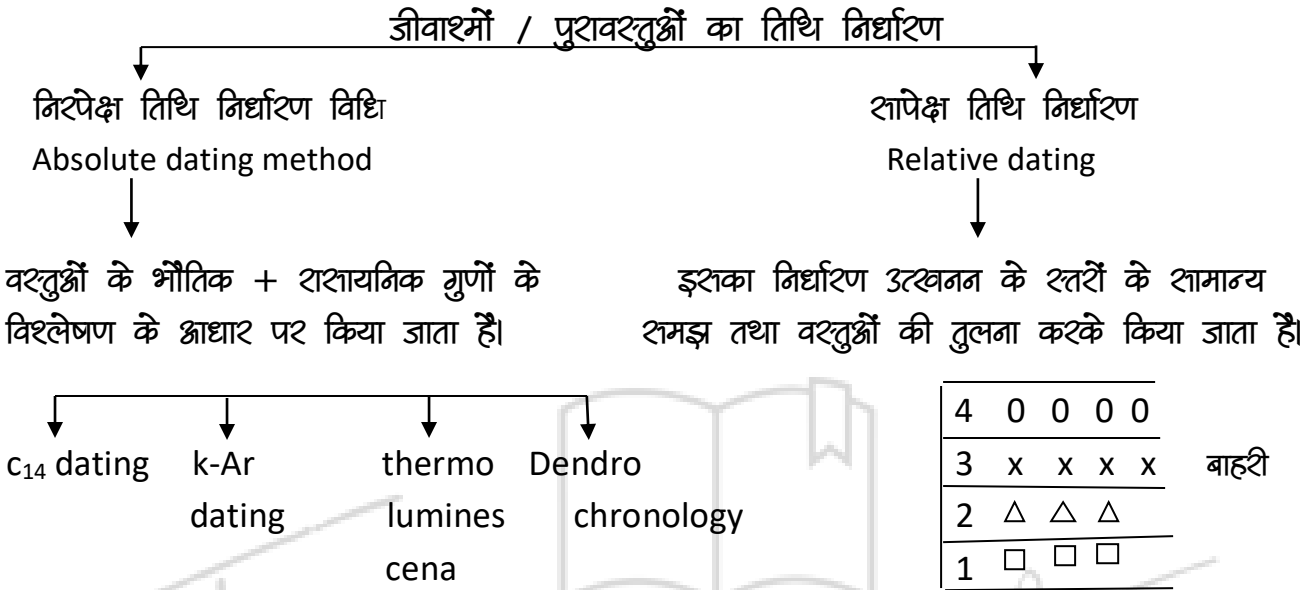 जीवाश्मों / पुरावस्तुओं का तिथि निर्धारण
निरपेक्ष तिथि निर्धारण विधि
Absolute dating method
वस्तुओं के भौतिक + रासायनिक गुणों के
विश्लेषण के आधार पर किया जाता है।
सापेक्ष तिथि निर्धारण
Relative dating
इसका निर्धारण उत्खनन के स्तरों के सामान्य
समझ तथा वस्तुओं की तुलना करके किया जाता है।
c₁₄ dating
k-Ar
dating
thermo
lumines
cena
Dendro
chronology
4 0 0 0 0
3 x x x x बाहरी
2 △ △ △
1 □ □ □